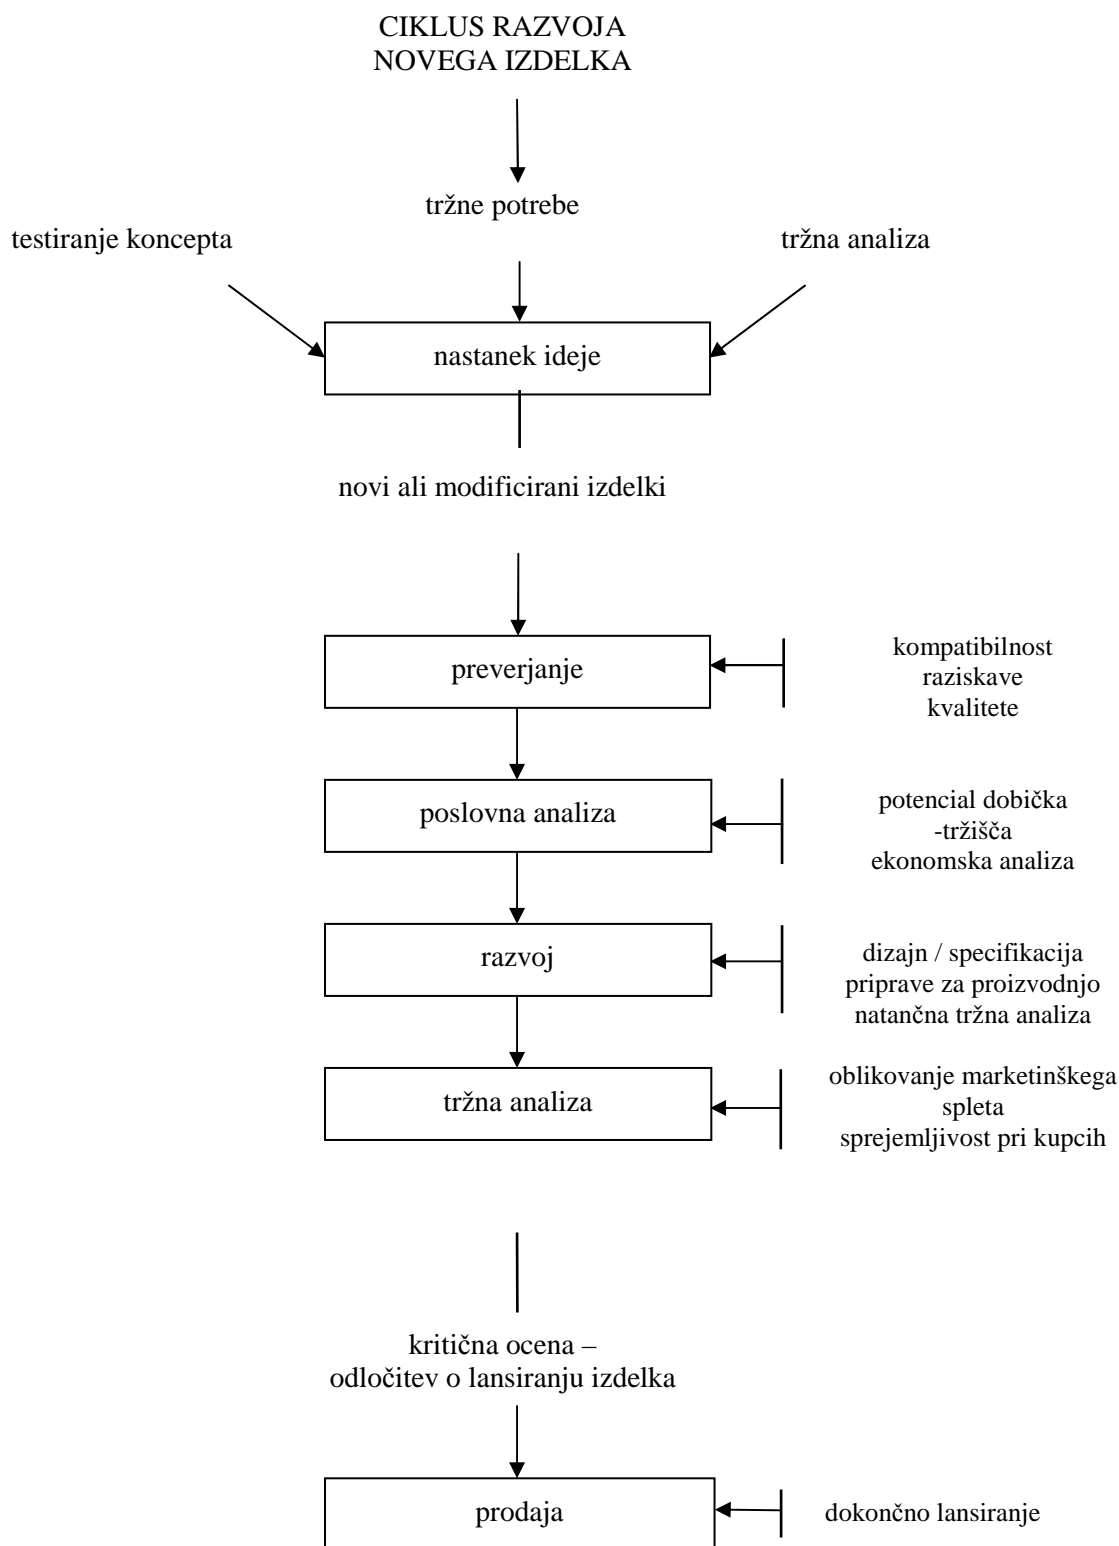 CIKLUS RAZVOJA
NOVEGA IZDELKA
tržne potrebe
testiranje koncepta
tržna analiza
nastanek ideje
novi ali modificirani izdelki
preverjanje
kompatibilnost
raziskave
kvalitete
poslovna analiza
potencial dobička
-tržišča
ekonomska analiza
razvoj
dizajn / specifikacija
priprave za proizvodnjo
natančna tržna analiza
tržna analiza
oblikovanje marketinškega
spleta
sprejemljivost pri kupcih
kritična ocena –
odločitev o lansiranju izdelka
prodaja
dokončno lansiranje